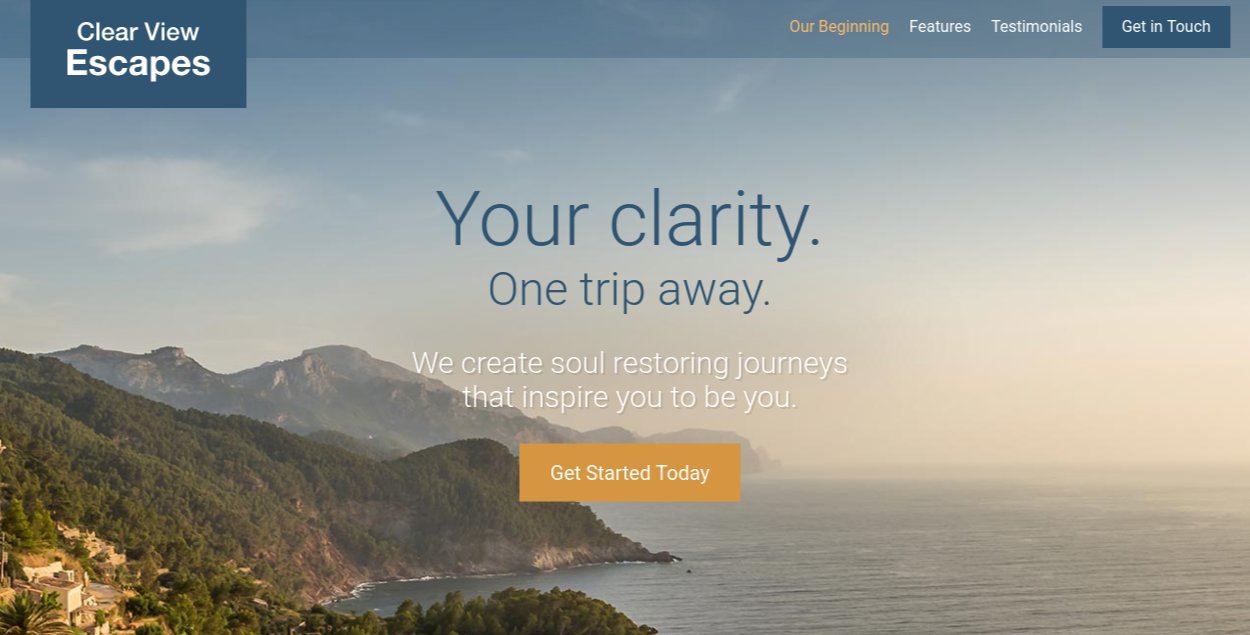 Clear View
Escapes
Our Beginning
Features
Testimonials
Get in Touch
Your clarity.
One trip away.
We create soul restoring journeys
that inspire you to be you.
Get Started Today